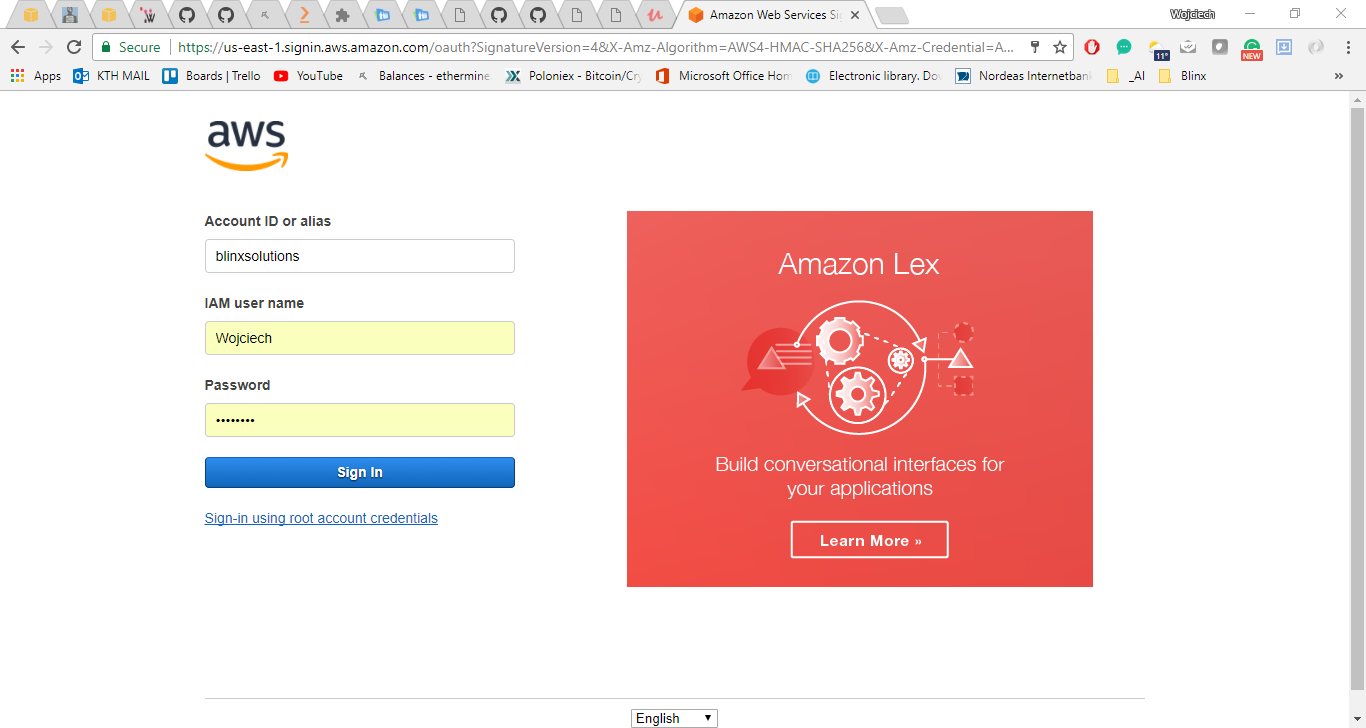 Amazon Web Services Si
Wojciech
Secure
https://us-east-1.signin.aws.amazon.com/oauth?SignatureVersion=4&X-Amz-Algorithm=AWS4-HMAC-SHA256&X-Amz-Credential=A...
11°
NEW
Apps
KTH MAIL
Boards | Trello
YouTube
Balances - ethermine.
Poloniex - Bitcoin/Cry
Microsoft Office Hom
Electronic library. Dow
Nordeas Internetbank
_AI
Blinx
»
aws
Account ID or alias
blinxsolutions
IAM user name
Wojciech
Password
••••••••
Sign In
Sign-in using root account credentials
Amazon Lex
Build conversational interfaces for
your applications
Learn More »
English